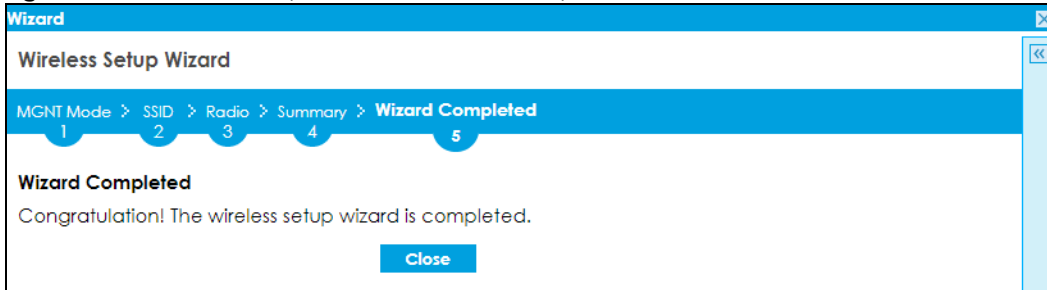 Wizard
Wireless Setup Wizard
MGNT Mode > SSID > Radio > Summary > Wizard Completed
1 2 3 4 5
Wizard Completed
Congratulation! The wireless setup wizard is completed.
Close